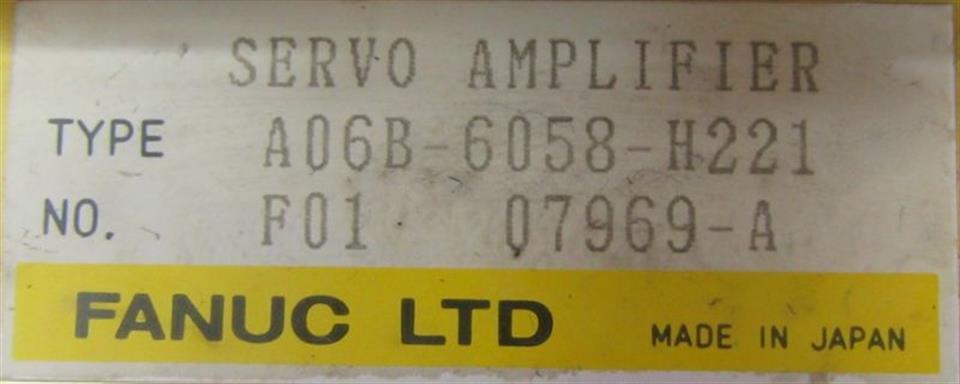 SERVO AMPLIFIER
TYPE A06B-6058-H221
NO. F01 07969-A
FANUC LTD MADE IN JAPAN